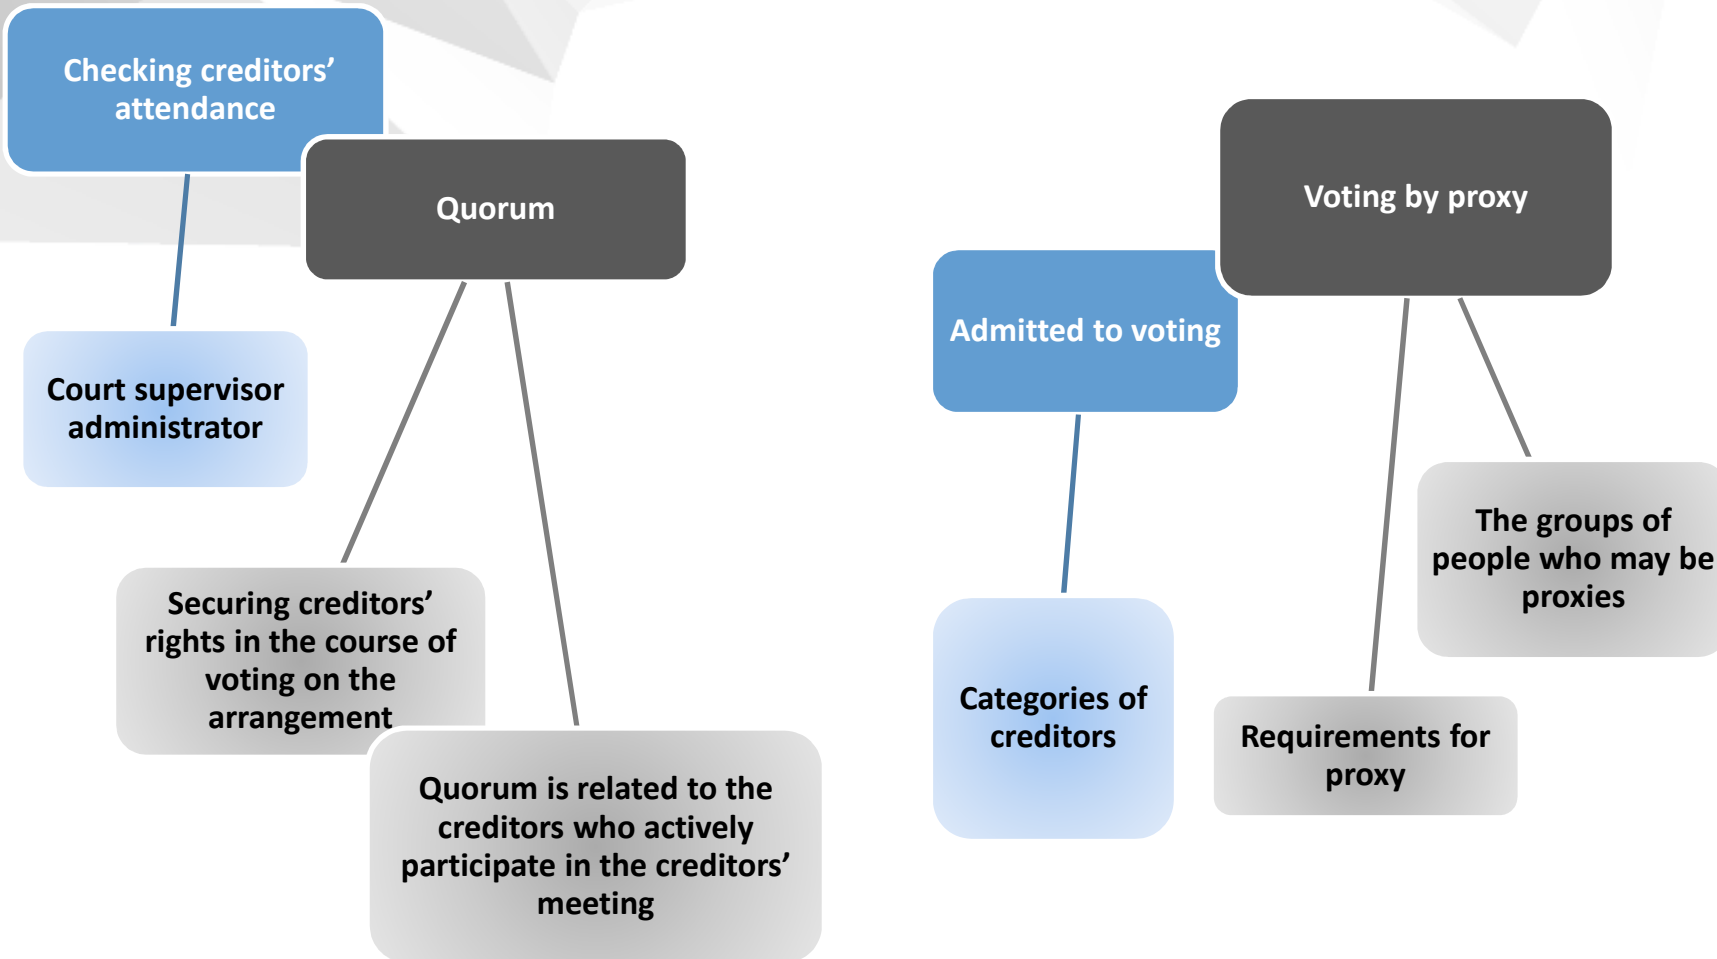 Checking creditors’
attendance
Quorum
Court supervisor
administrator
Securing creditors’
rights in the course of
voting on the
arrangement
Quorum is related to the
creditors who actively
participate in the creditors’
meeting
Voting by proxy
Admitted to voting
The groups of
people who may be
proxies
Categories of
creditors
Requirements for
proxy